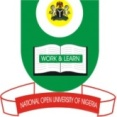 WORK & LEARN
NATIONAL OPEN UNIVERSITY OF NIGERIA